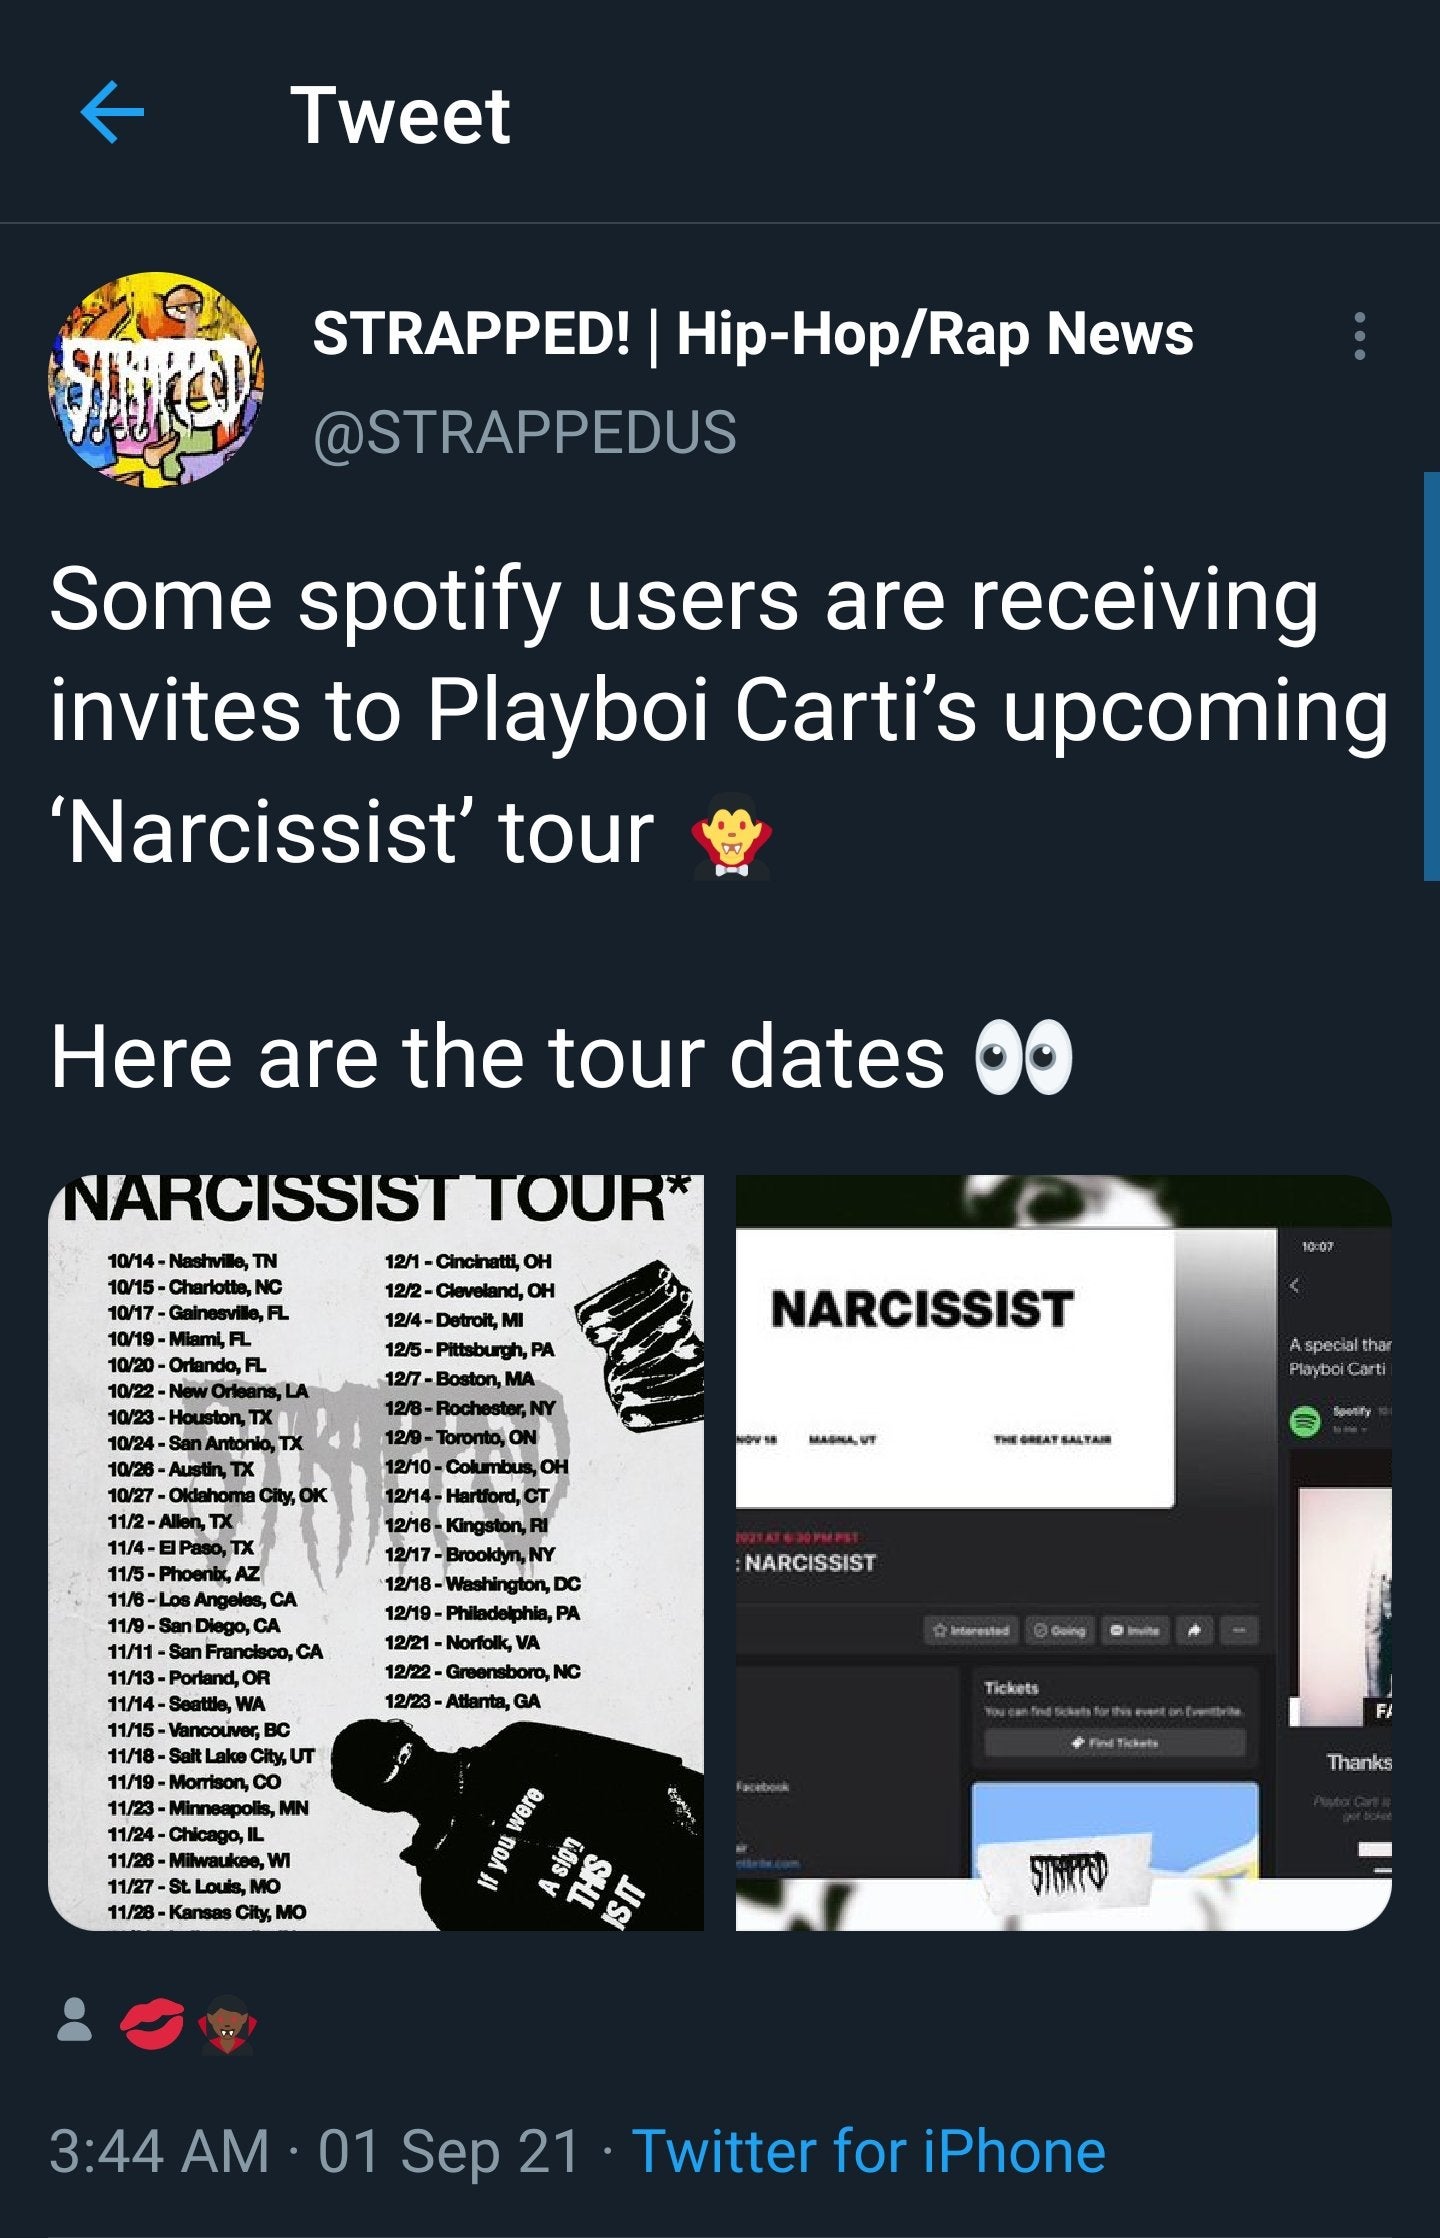 Tweet
STRAPPED
STRAPPED! | Hip-Hop/Rap News
@STRAPPEDUS
Some spotify users are receiving
invites to Playboi Carti’s upcoming
‘Narcissist’ tour 🧛‍♂️
Here are the tour dates 👀
NARCISSIST TOUR*
10/14 - Nashville, TN
10/15 - Charlotte, NC
10/17 - Gainesville, FL
10/19 - Miami, FL
10/20 - Orlando, FL
10/22 - New Orleans, LA
10/23 - Houston, TX
10/24 - San Antonio, TX
10/26 - Austin, TX
10/27 - Oklahoma City, OK
11/2 - Allen, TX
11/4 - El Paso, TX
11/5 - Phoenix, AZ
11/6 - Los Angeles, CA
11/9 - San Diego, CA
11/11 - San Francisco, CA
11/13 - Porland, OR
11/14 - Seattle, WA
11/15 - Vancouver, BC
11/18 - Salt Lake City, UT
11/19 - Morrison, CO
11/23 - Minneapolis, MN
11/24 - Chicago, IL
11/26 - Milwaukee, WI
11/27 - St. Louis, MO
11/28 - Kansas City, MO
12/1 - Cincinatti, OH
12/2 - Cleveland, OH
12/4 - Detroit, MI
12/5 - Pittsburgh, PA
12/7 - Boston, MA
12/8 - Rochester, NY
12/9 - Toronto, ON
12/10 - Columbus, OH
12/14 - Hartford, CT
12/16 - Kingston, RI
12/17 - Brooklyn, NY
12/18 - Washington, DC
12/19 - Philadelphia, PA
12/21 - Norfolk, VA
12/22 - Greensboro, NC
12/23 - Atlanta, GA
STRAPPED
If you were
A sign
THIS
IS IT
NARCISSIST
NOV 18 MAGNA, UT THE GREAT SALTAIR
2021 AT 6:30 PM PST
: NARCISSIST
Interested Going Invite
Tickets
You can find tickets for this event on Eventbrite.
Find Tickets
Facebook
STRAPPED
10:07
A special than
Playboi Carti
Spotify
to me
FA
Thanks
Playboi Carti is
get ticket
💋🧛🏾‍♂️
3:44 AM · 01 Sep 21 · Twitter for iPhone